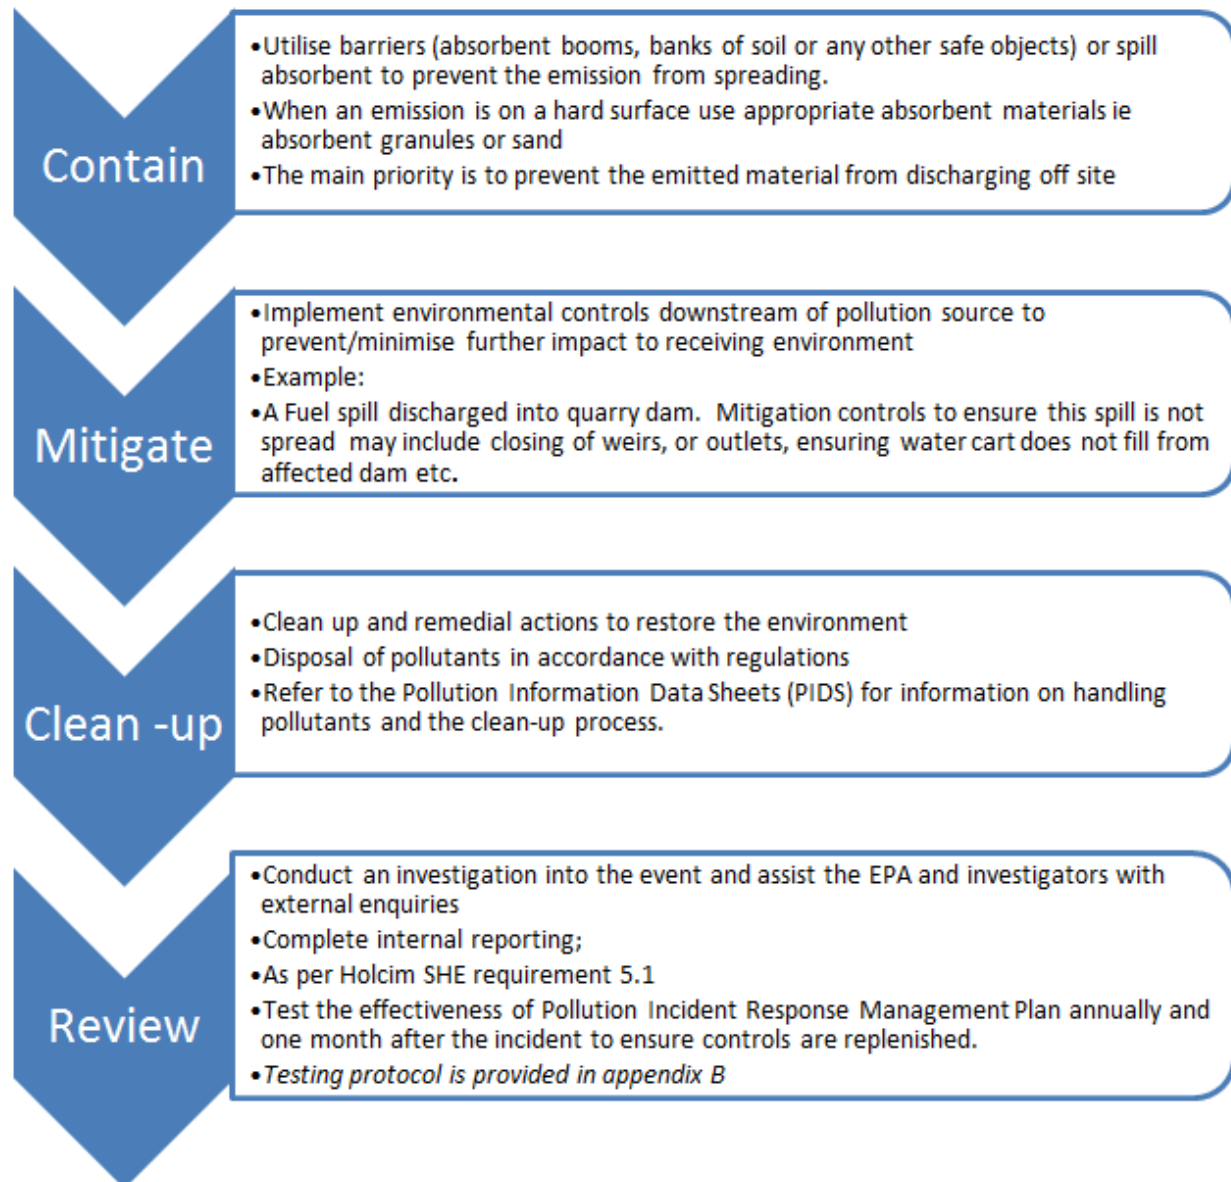 Contain
•Utilise barriers (absorbent booms, banks of soil or any other safe objects) or spill
absorbent to prevent the emission from spreading.
•When an emission is on a hard surface use appropriate absorbent materials ie
absorbent granules or sand
•The main priority is to prevent the emitted material from discharging off site
Mitigate
•Implement environmental controls downstream of pollution source to
prevent/minimise further impact to receiving environment
•Example:
•A Fuel spill discharged into quarry dam. Mitigation controls to ensure this spill is not
spread may include closing of weirs, or outlets, ensuring water cart does not fill from
affected dam etc.
Clean -up
•Clean up and remedial actions to restore the environment
•Disposal of pollutants in accordance with regulations
•Refer to the Pollution Information Data Sheets (PIDS) for information on handling
pollutants and the clean-up process.
Review
•Conduct an investigation into the event and assist the EPA and investigators with
external enquiries
•Complete internal reporting;
•As per Holcim SHE requirement 5.1
•Test the effectiveness of Pollution Incident Response Management Plan annually and
one month after the incident to ensure controls are replenished.
•Testing protocol is provided in appendix B